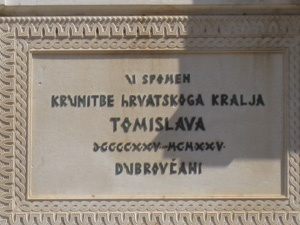 U SPOMEN
KRUNITBE hRVATSKOGA KRALJA
TOMISLAVA
DCCCCXXV-MCMXXV·
DUBROVČANI